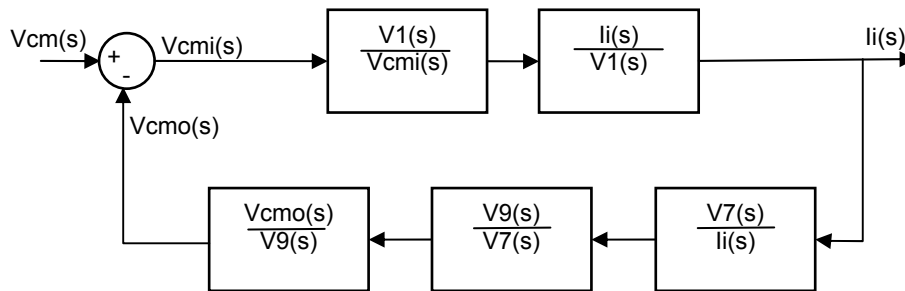 Vcm(s)
+
-
Vcmi(s)
V1(s)
Vcmi(s)
Ii(s)
V1(s)
Ii(s)
Vcmo(s)
Vcmo(s)
V9(s)
V9(s)
V7(s)
V7(s)
Ii(s)